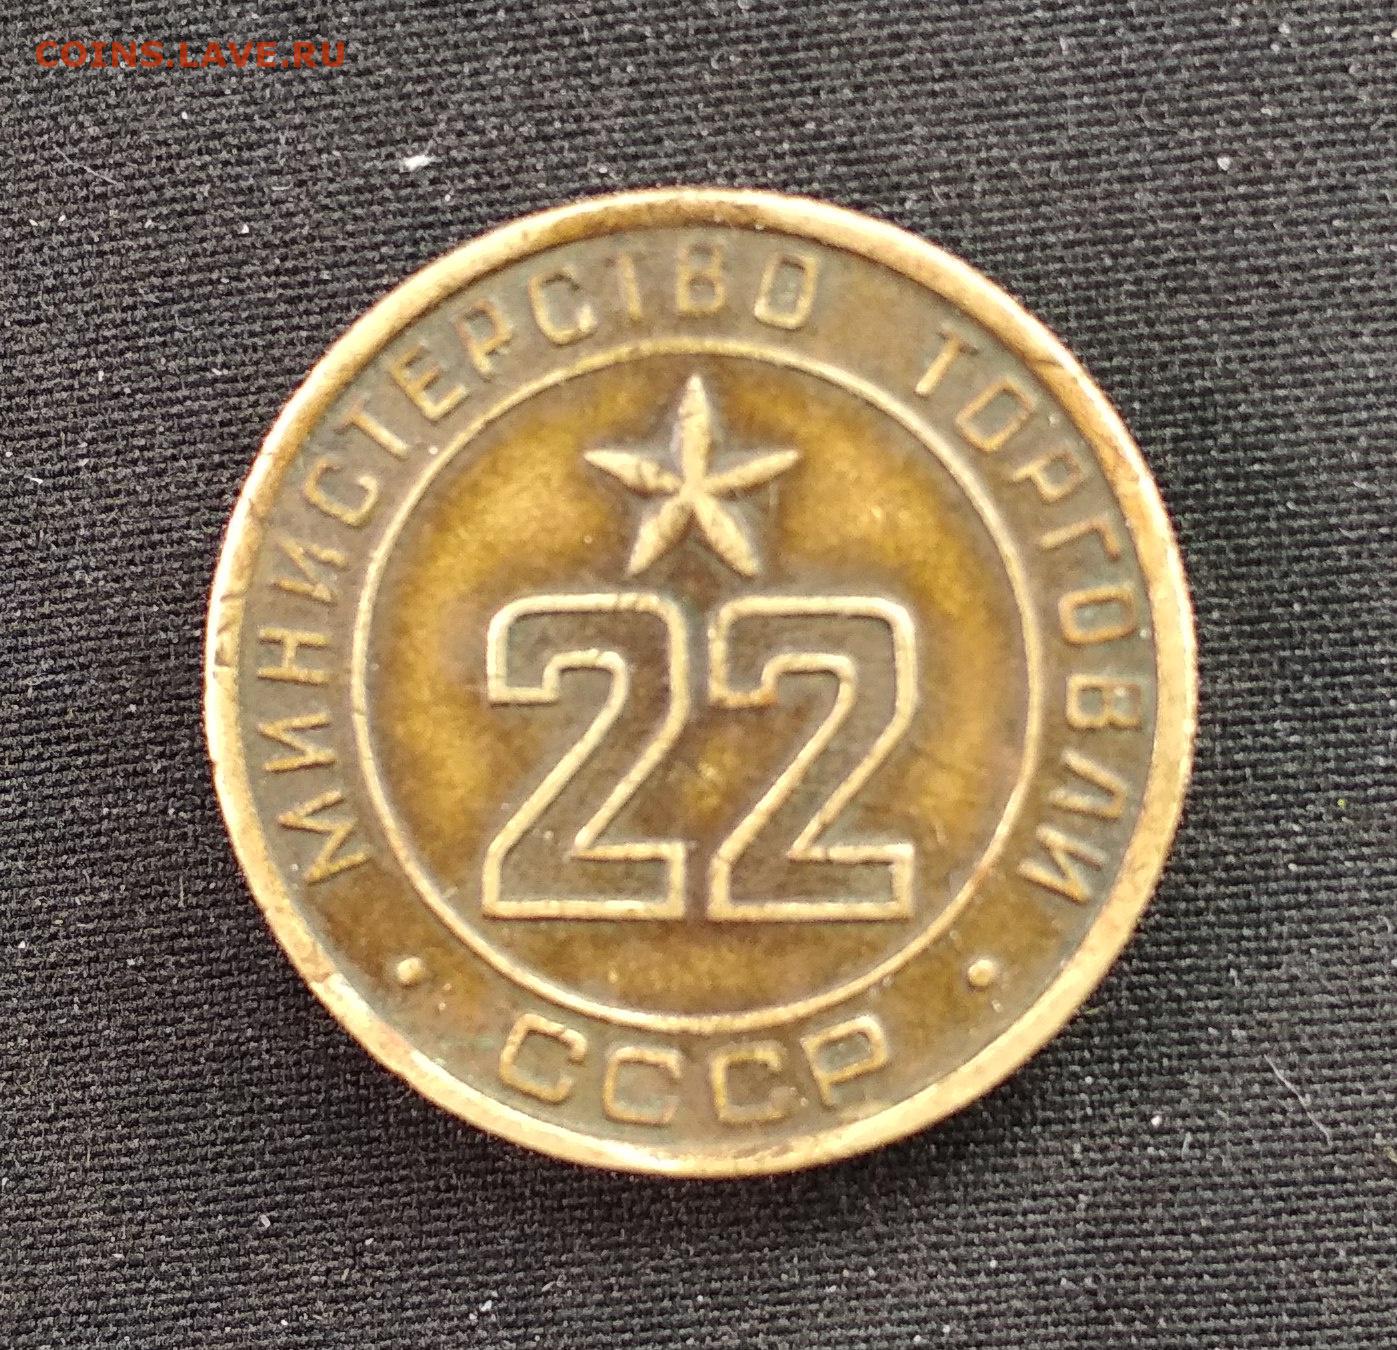 COINS.LAVE.RU
МИНИСТЕРСТВО ТОРГОВЛИ
22
• СССР •